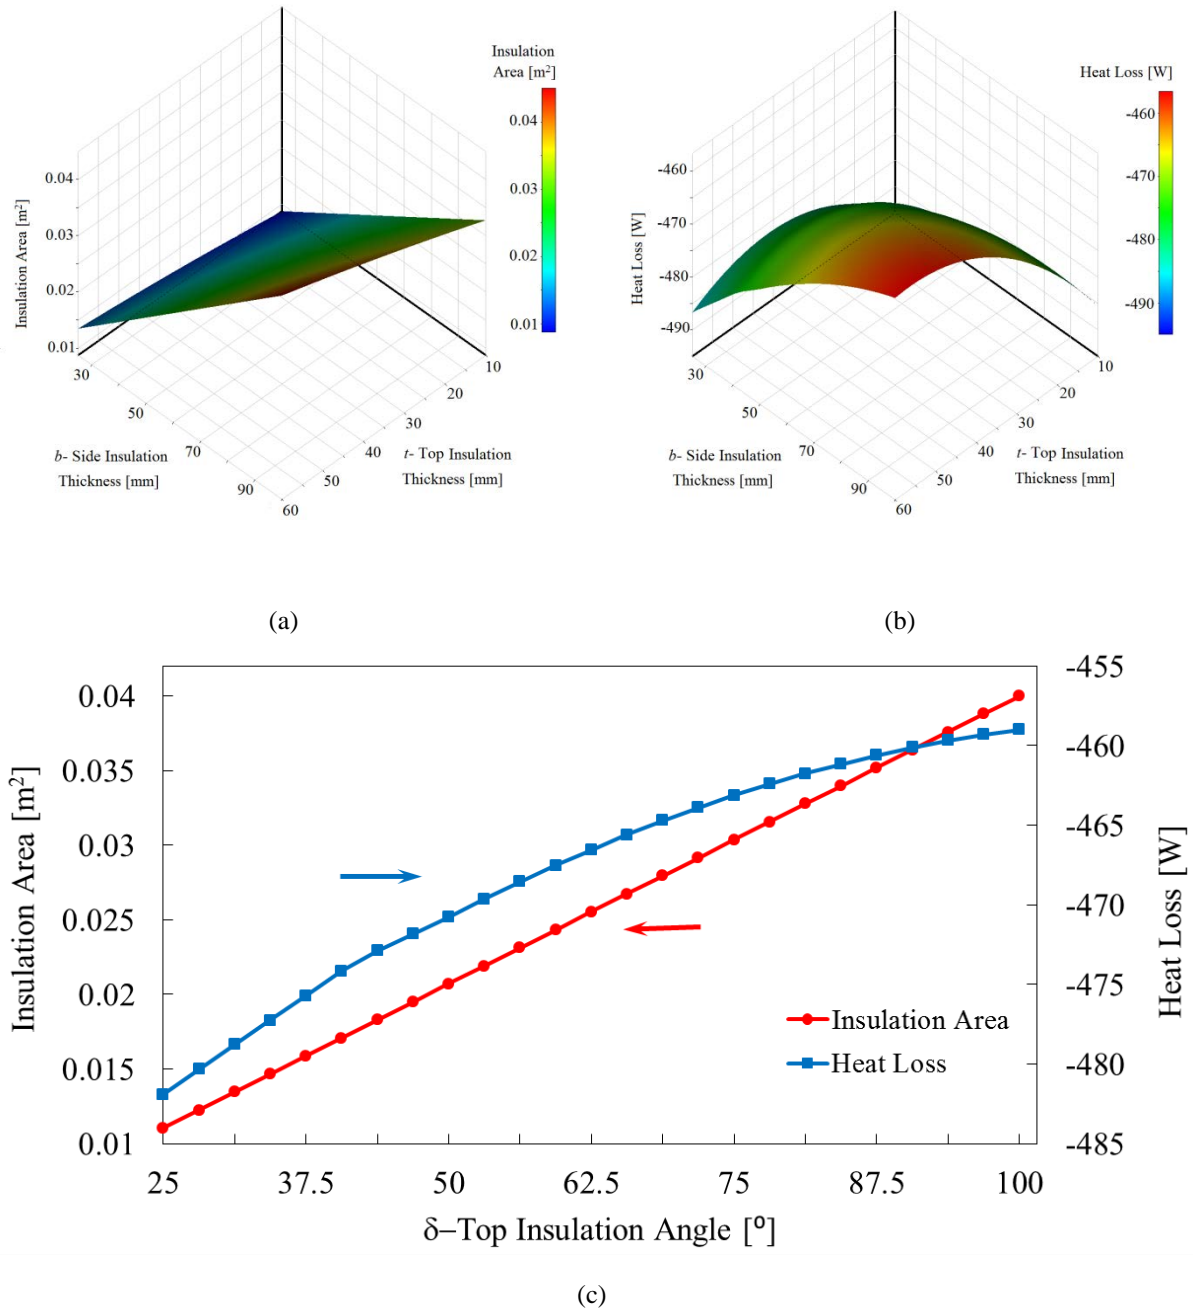 Insulation
Area [m²]
0.04
0.03
0.02
0.01
Insulation Area [m²]
0.04
0.03
0.02
0.01
30
50
70
90
b- Side Insulation
Thickness [mm]
10
20
30
40
50
60
t- Top Insulation
Thickness [mm]
(a)
Heat Loss [W]
-460
-470
-480
-490
Heat Loss [W]
-460
-470
-480
-490
30
50
70
90
b- Side Insulation
Thickness [mm]
10
20
30
40
50
60
t- Top Insulation
Thickness [mm]
(b)
Insulation Area [m²]
0.04
0.035
0.03
0.025
0.02
0.015
0.01
-455
-460
-465
-470
-475
-480
-485
Heat Loss [W]
Insulation Area
Heat Loss
25 37.5 50 62.5 75 87.5 100
δ–Top Insulation Angle [º]
(c)